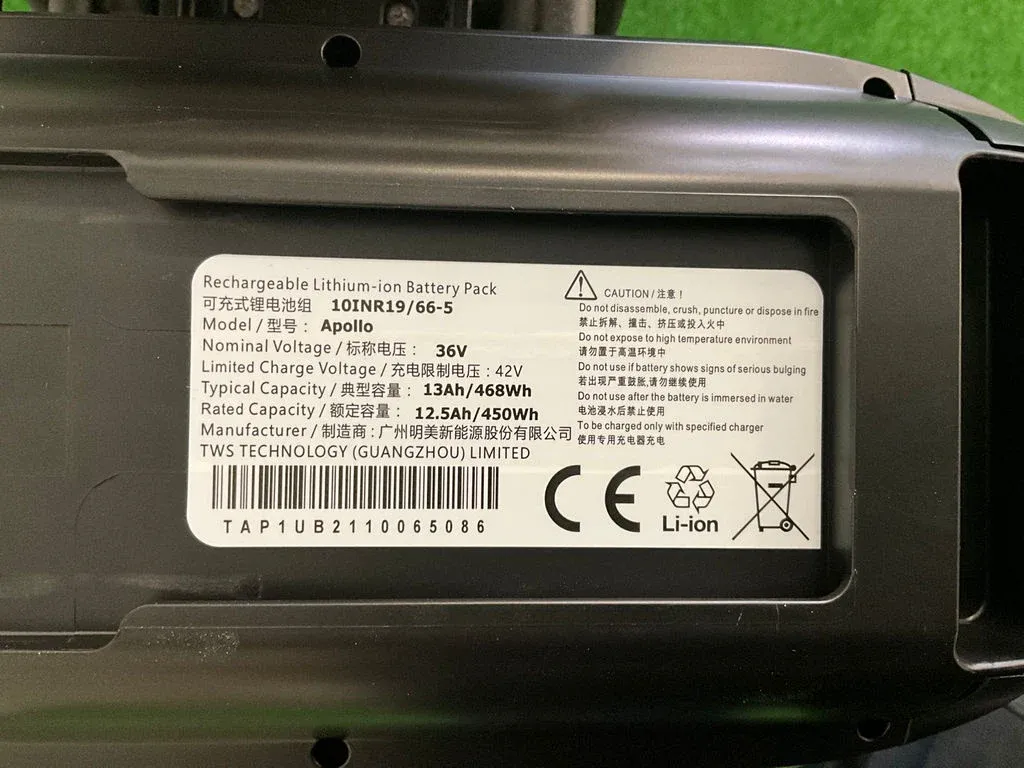 Rechargeable Lithium-ion Battery Pack
可充式锂电池组 10INR19/66-5
Model / 型号： Apollo
Nominal Voltage / 标称电压： 36V
Limited Charge Voltage / 充电限制电压：42V
Typical Capacity / 典型容量： 13Ah/468Wh
Rated Capacity / 额定容量： 12.5Ah/450Wh
Manufacturer / 制造商：广州明美新能源股份有限公司
TWS TECHNOLOGY (GUANGZHOU) LIMITED
TAP1UB2110065086
CAUTION / 注意！
Do not disassemble, crush, puncture or dispose in fire
禁止拆解、撞击、挤压或投入火中
Do not expose to high temperature environment
请勿置于高温环境中
Do not use if battery shows signs of serious bulging
若出现严重鼓胀,请勿继续使用
Do not use after the battery is immersed in water
电池浸水后禁止使用
To be charged only with specified charger
使用专用充电器充电
CE
Li-ion